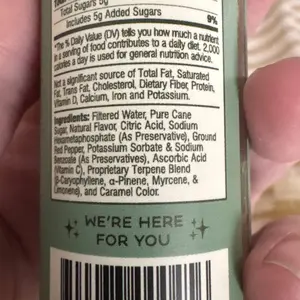 Total Sugars 5g
Includes 5g Added Sugars 9%
*The % Daily Value (DV) tells you how much a nutrient
in a serving of food contributes to a daily diet. 2,000
calories a day is used for general nutrition advice.
Not a significant source of Total Fat, Saturated
Fat, Trans Fat, Cholesterol, Dietary Fiber, Protein,
Vitamin D, Calcium, Iron and Potassium.
Ingredients: Filtered Water, Pure Cane
Sugar, Natural Flavor, Citric Acid, Sodium
Hexametaphosphate (As Preservative), Ground
Red Pepper, Potassium Sorbate & Sodium
Benzoate (As Preservatives), Ascorbic Acid
(Vitamin C), Proprietary Terpene Blend
(β-Caryophyllene, α-Pinene, Myrcene, &
Limonene), and Caramel Color.
WE'RE HERE
FOR YOU